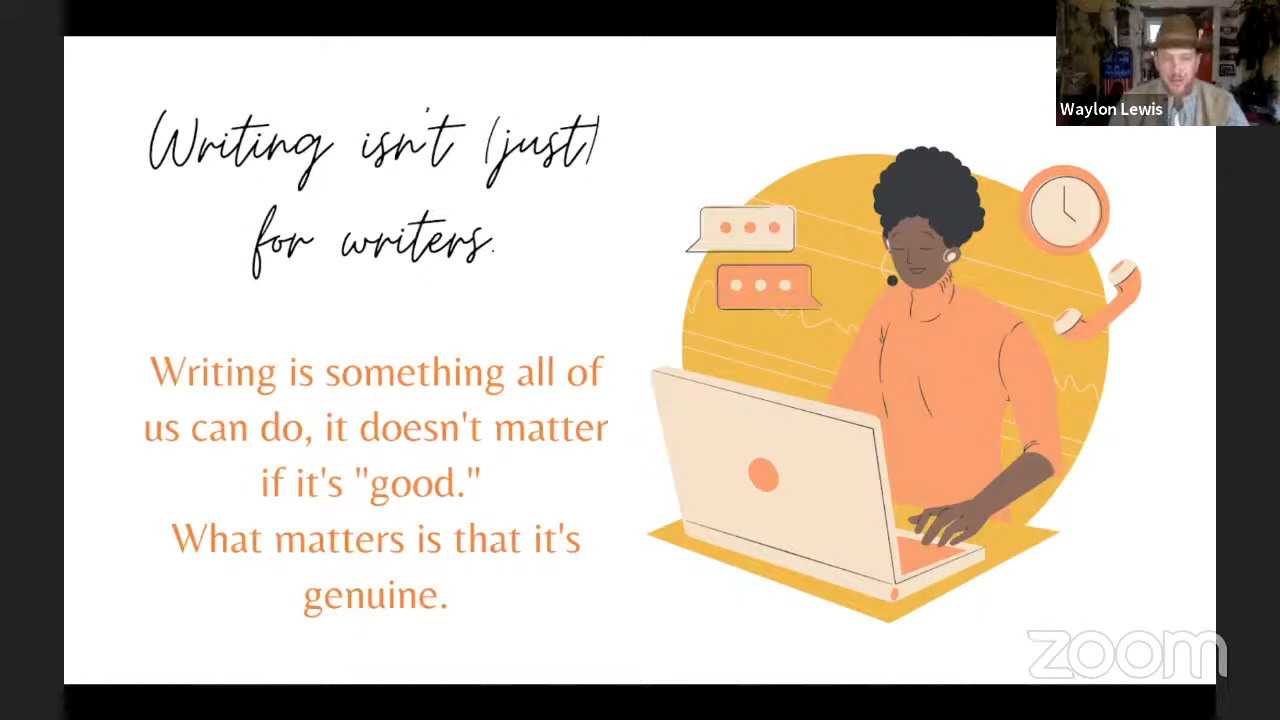 Waylon Lewis
Writing isn't (just)
for writers.
Writing is something all of
us can do, it doesn't matter
if it's "good."
What matters is that it's
genuine.
zoom